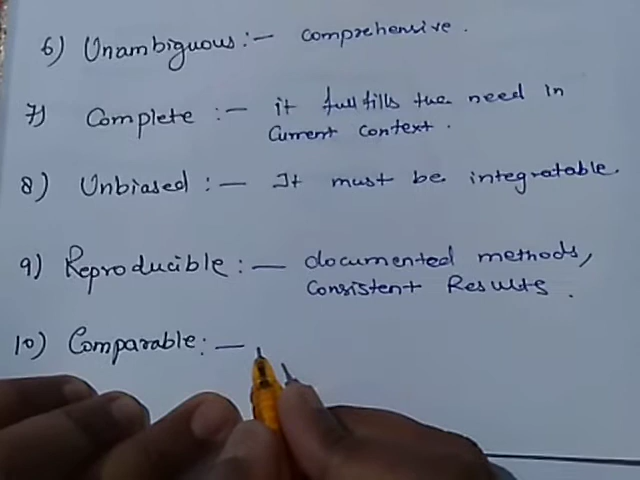 6) Unambiguous:- comprehensive.
7) Complete :- it fullfills the need in
current context.
8) Unbiased :- It must be integratable.
9) Reproducible :- documented methods,
Consistent Results.
10) Comparable:-